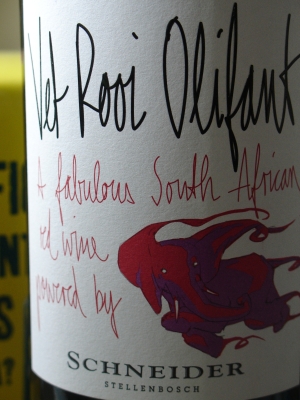 Vet Rooi Olifant
A fabulous South African
red wine
powered by
SCHNEIDER
STELLENBOSCH